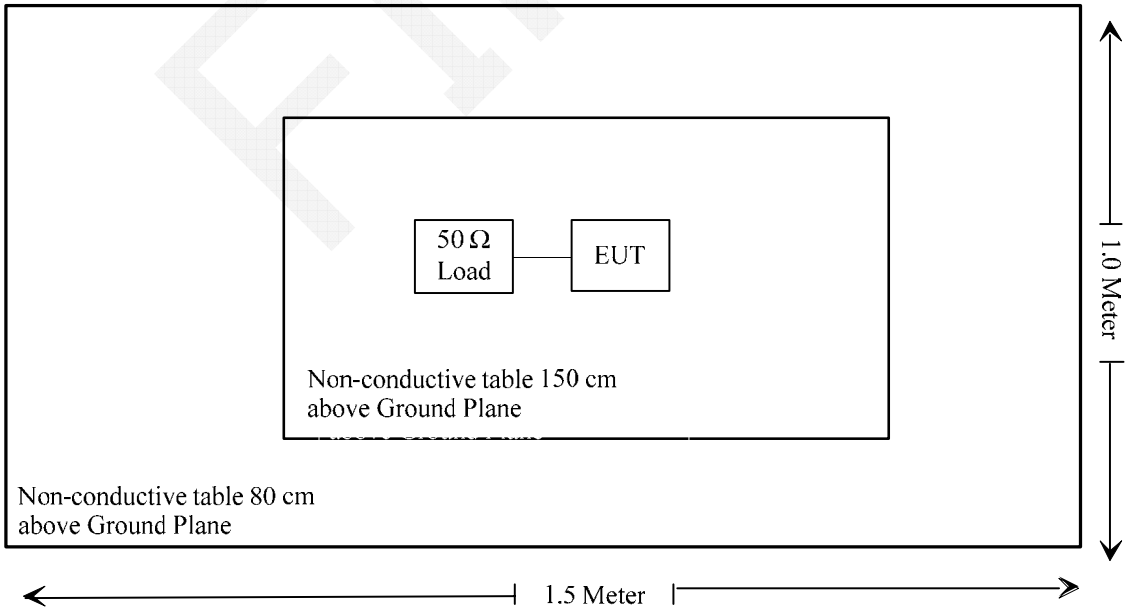 50 Ω
Load
EUT
1.0 Meter
Non-conductive table 150 cm
above Ground Plane
Non-conductive table 80 cm
above Ground Plane
1.5 Meter